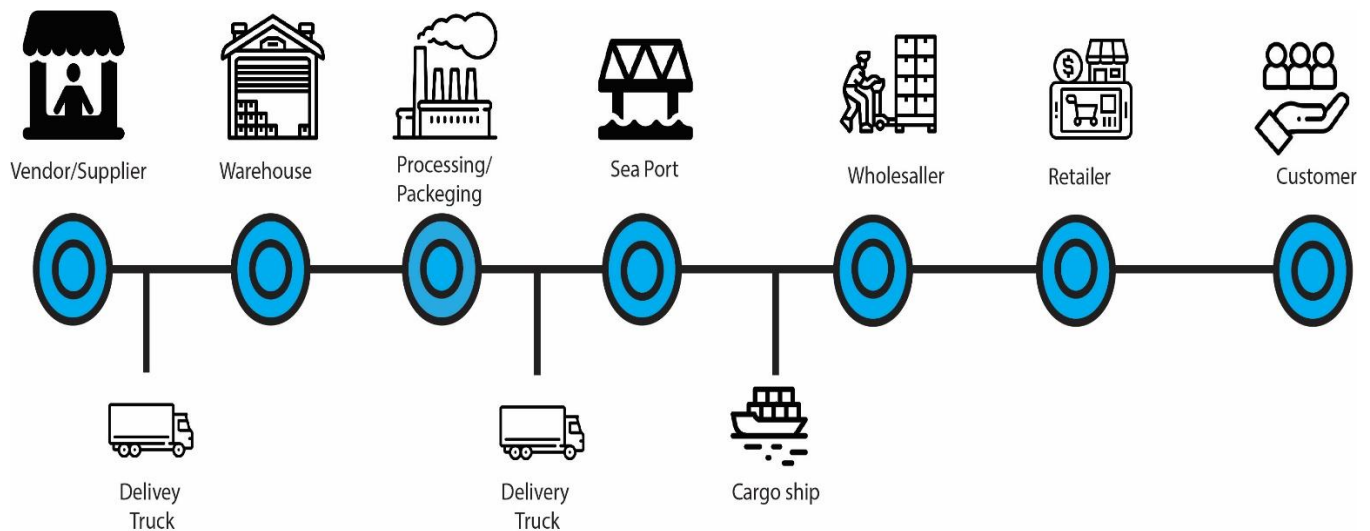 Vendor/Supplier
Warehouse
Processing/
Packeging
Sea Port
Wholesaller
Retailer
Customer
Delivey
Truck
Delivery
Truck
Cargo ship